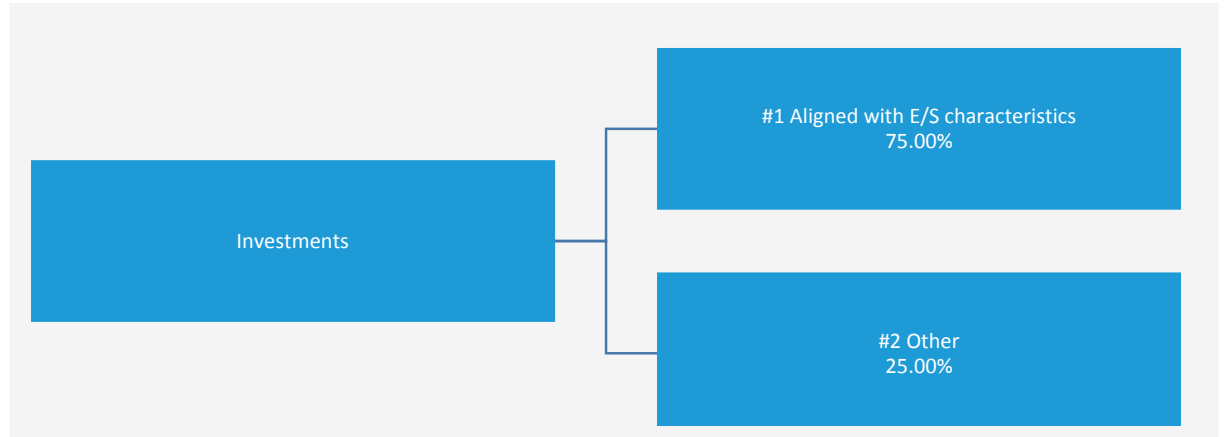 Investments
#1 Aligned with E/S characteristics
75.00%
#2 Other
25.00%